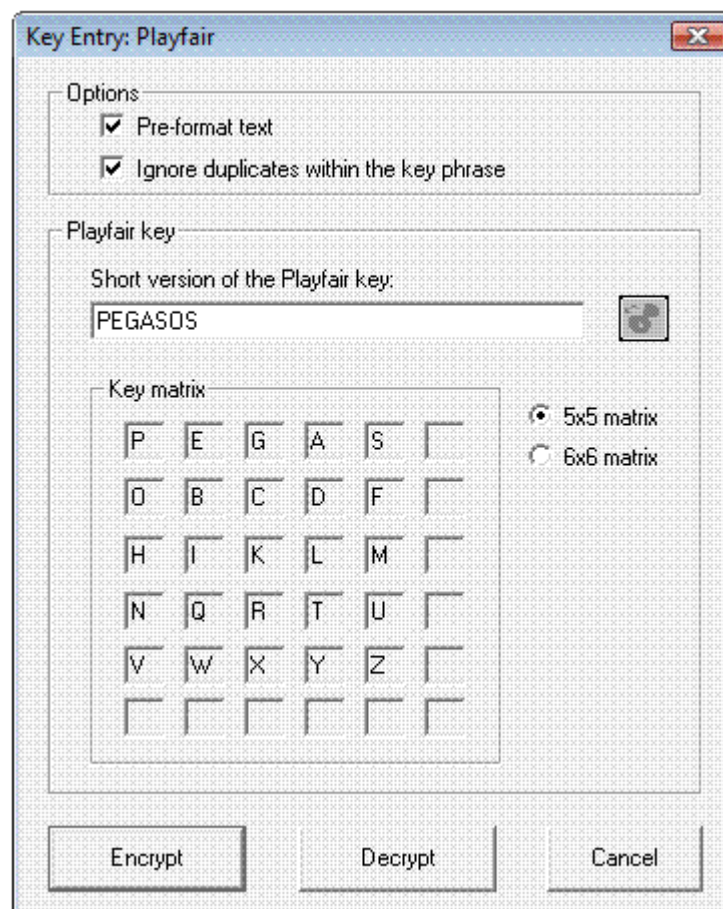 Key Entry: Playfair
Options
Pre-format text
Ignore duplicates within the key phrase
Playfair key
Short version of the Playfair key:
PEGASOS
Key matrix
P E G A S
O B C D F
H I K L M
N Q R T U
V W X Y Z
5x5 matrix
6x6 matrix
Encrypt Decrypt Cancel